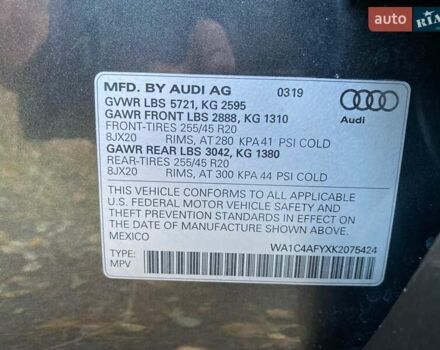 AUTO.RIA
MFD. BY AUDI AG 0319
GVWR LBS 5721, KG 2595
GAWR FRONT LBS 2888, KG 1310
FRONT-TIRES 255/45 R20
8JX20 RIMS, AT 280 KPA 41 PSI COLD
GAWR REAR LBS 3042, KG 1380
REAR-TIRES 255/45 R20
8JX20 RIMS, AT 300 KPA 44 PSI COLD
Audi
THIS VEHICLE CONFORMS TO ALL APPLICABLE
U.S. FEDERAL MOTOR VEHICLE SAFETY AND
THEFT PREVENTION STANDARDS IN EFFECT ON
THE DATE OF MANUFACTURE SHOWN ABOVE.
MEXICO WA1C4AFYXK2075424
TYPE:
MPV